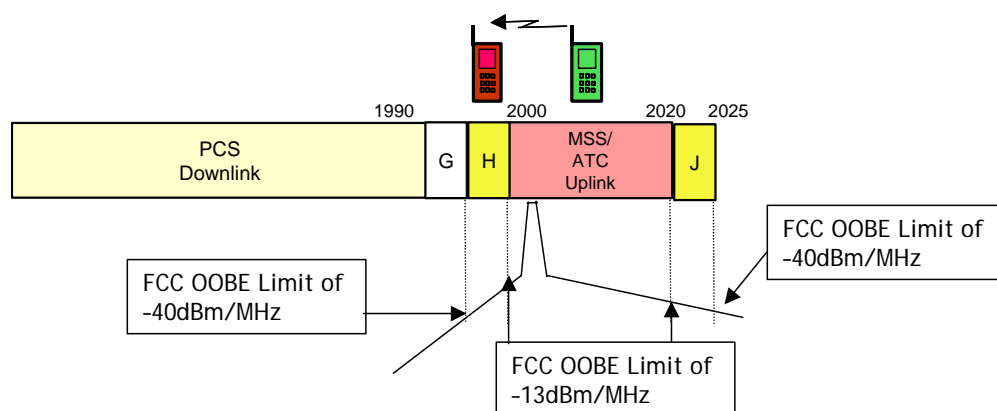 1990
2000
2020
2025
PCS
Downlink
G
H
MSS/
ATC
Uplink
J
FCC OOBE Limit of
-40dBm/MHz
FCC OOBE Limit of
-40dBm/MHz
FCC OOBE Limit of
-13dBm/MHz